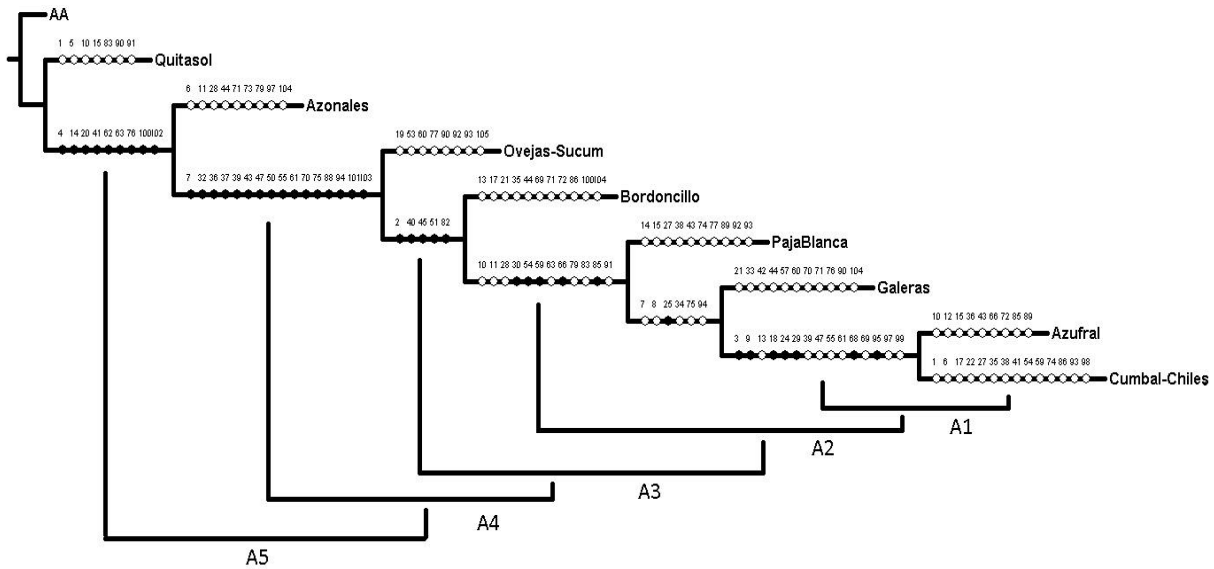 AA
1 5 10 15 83 90 91
Quitasol
6 11 28 44 71 73 79 97 104
Azonales
4 14 20 41 62 63 76 100102
19 53 60 77 90 92 93 105
Ovejas-Sucum
7 32 36 37 39 43 47 50 55 61 70 75 88 94 101103
13 17 21 35 44 69 71 72 86 100104
Bordoncillo
2 40 45 51 82
14 15 27 38 43 74 77 89 92 93
PajaBlanca
10 11 28 30 54 59 63 66 79 83 85 91
21 33 42 44 57 60 70 71 76 90 104
Galeras
7 8 25 34 75 94
10 12 15 36 43 66 72 85 89
Azufral
3 9 13 18 24 29 39 47 55 61 68 69 95 97 99
1 6 17 22 27 35 38 41 54 59 74 86 93 98
Cumbal-Chiles
A1
A2
A3
A4
A5